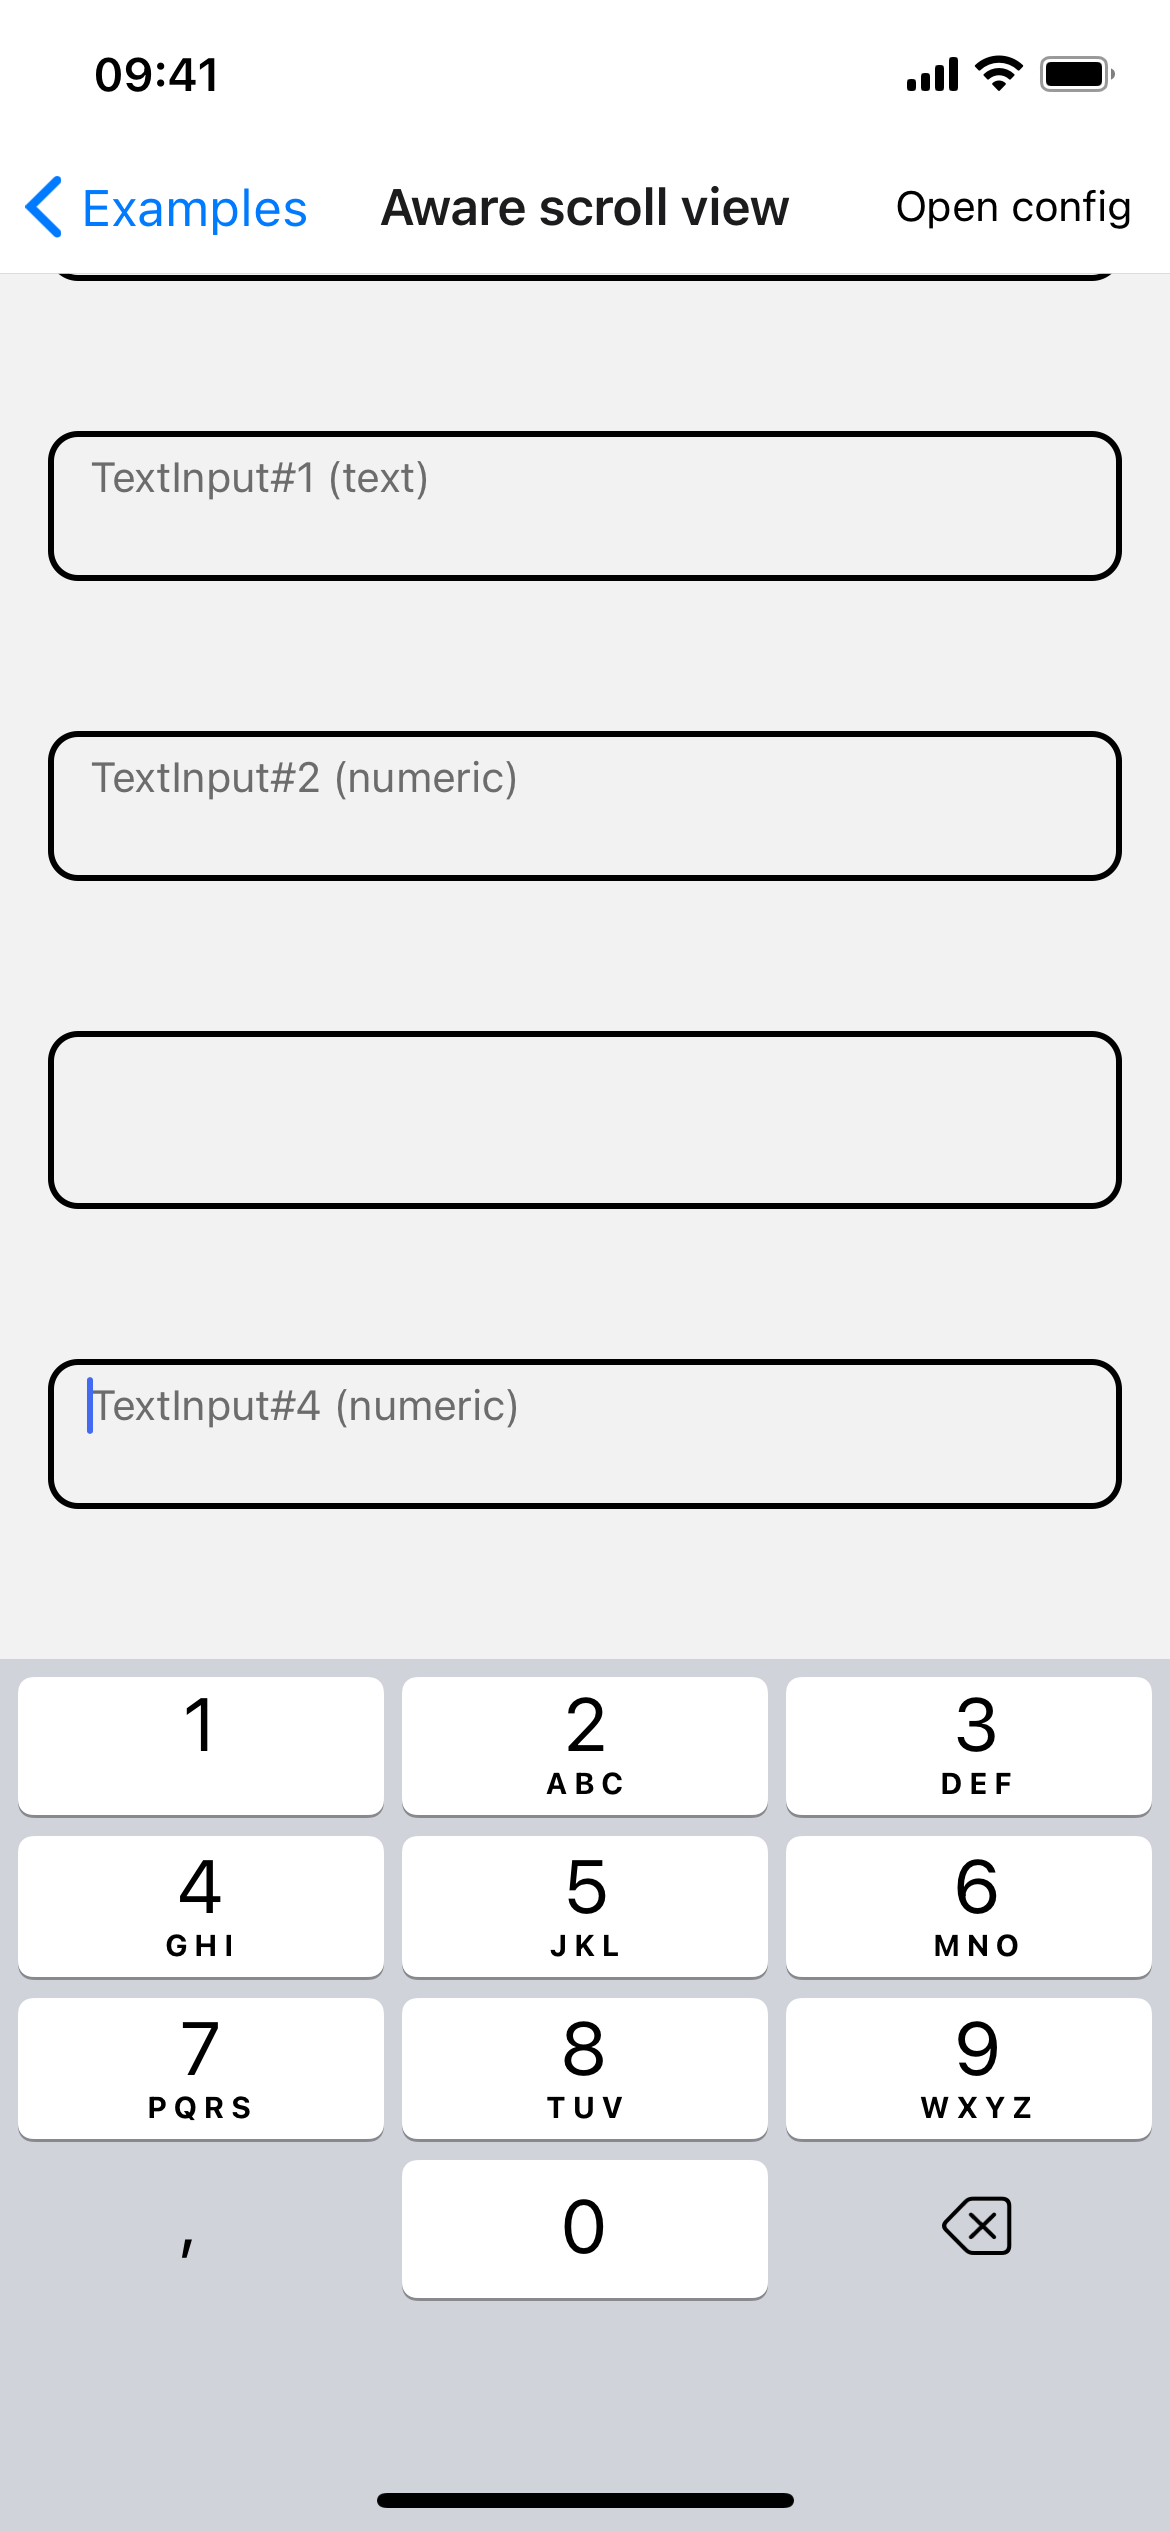 09:41
Examples
Aware scroll view
Open config
TextInput#1 (text)
TextInput#2 (numeric)
TextInput#4 (numeric)
1
2
ABC
3
DEF
4
GHI
5
JKL
6
MNO
7
PQRS
8
TUV
9
WXYZ
,
0